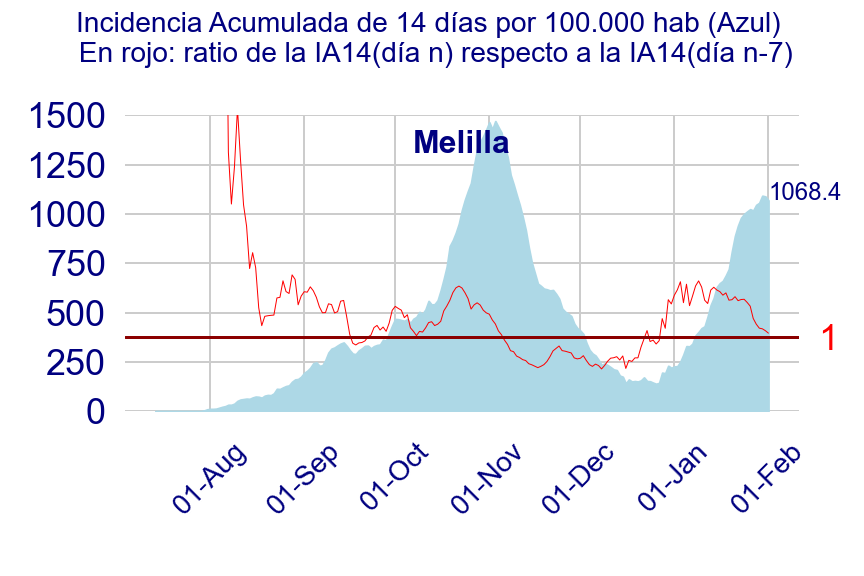 Incidencia Acumulada de 14 días por 100.000 hab (Azul)
En rojo: ratio de la IA14(día n) respecto a la IA14(día n-7)
1500
Melilla
1250
1068.4
1000
750
500
1
250
0
01-Aug
01-Sep
01-Oct
01-Nov
01-Dec
01-Jan
01-Feb